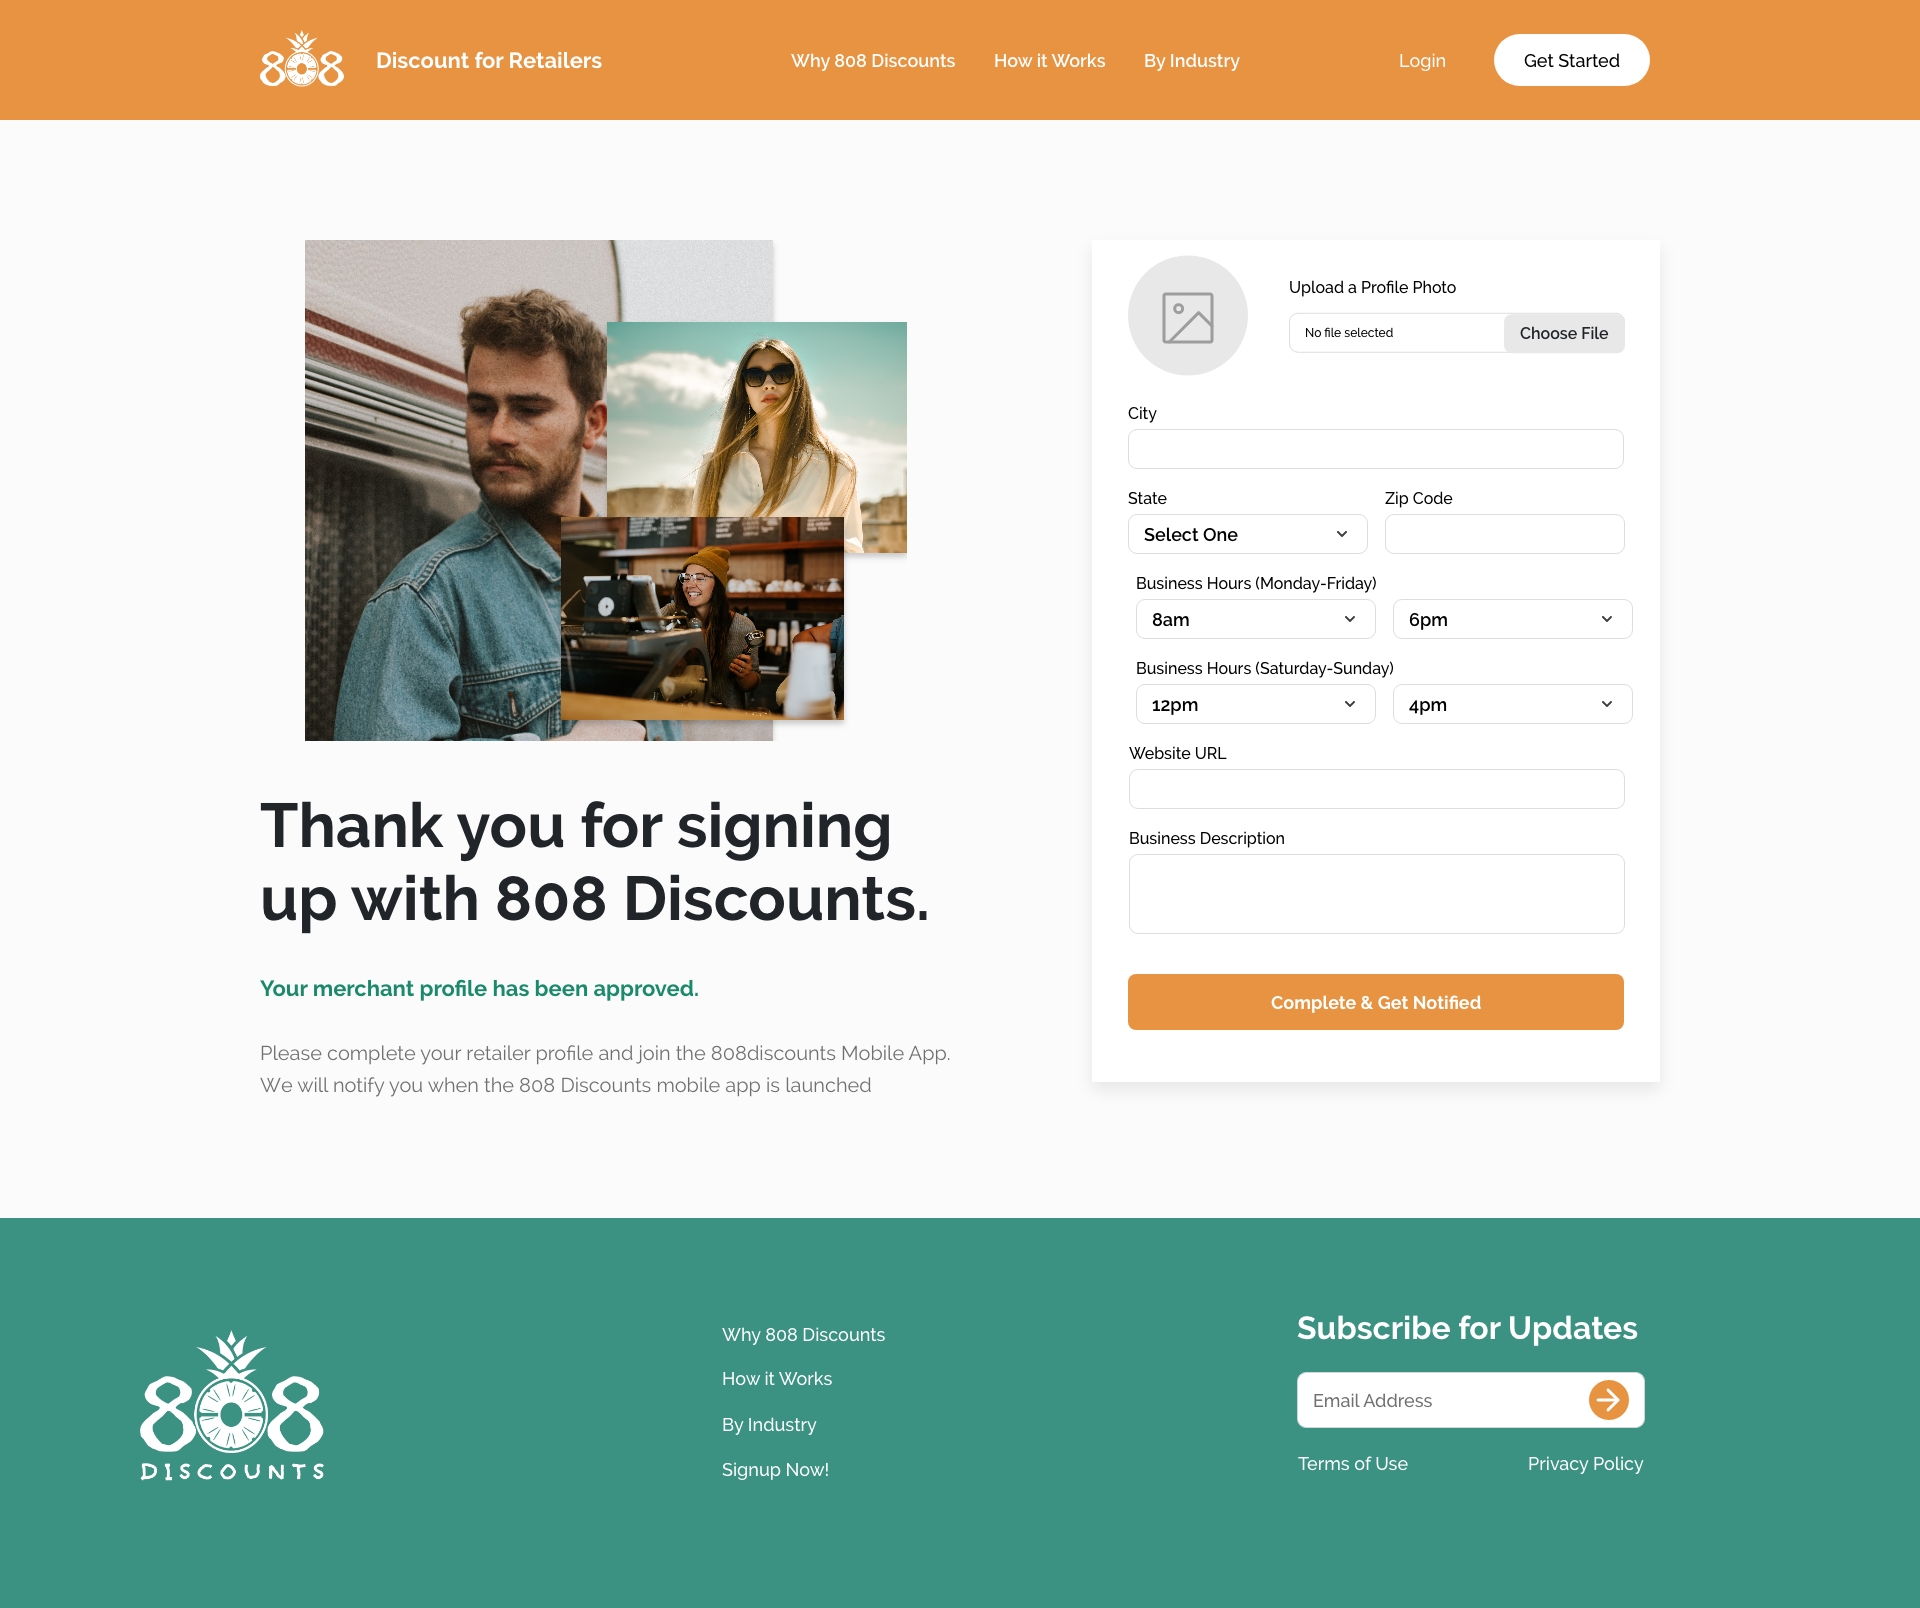 808
Discount for Retailers
Why 808 Discounts
How it Works
By Industry
Login
Get Started
Upload a Profile Photo
No file selected
Choose File
City
State
Zip Code
Select One
Business Hours (Monday-Friday)
8am
6pm
Business Hours (Saturday-Sunday)
12pm
4pm
Website URL
Business Description
Complete & Get Notified
Thank you for signing
up with 808 Discounts.
Your merchant profile has been approved.
Please complete your retailer profile and join the 808discounts Mobile App.
We will notify you when the 808 Discounts mobile app is launched
808
DISCOUNTS
Why 808 Discounts
How it Works
By Industry
Signup Now!
Subscribe for Updates
Email Address
Terms of Use
Privacy Policy